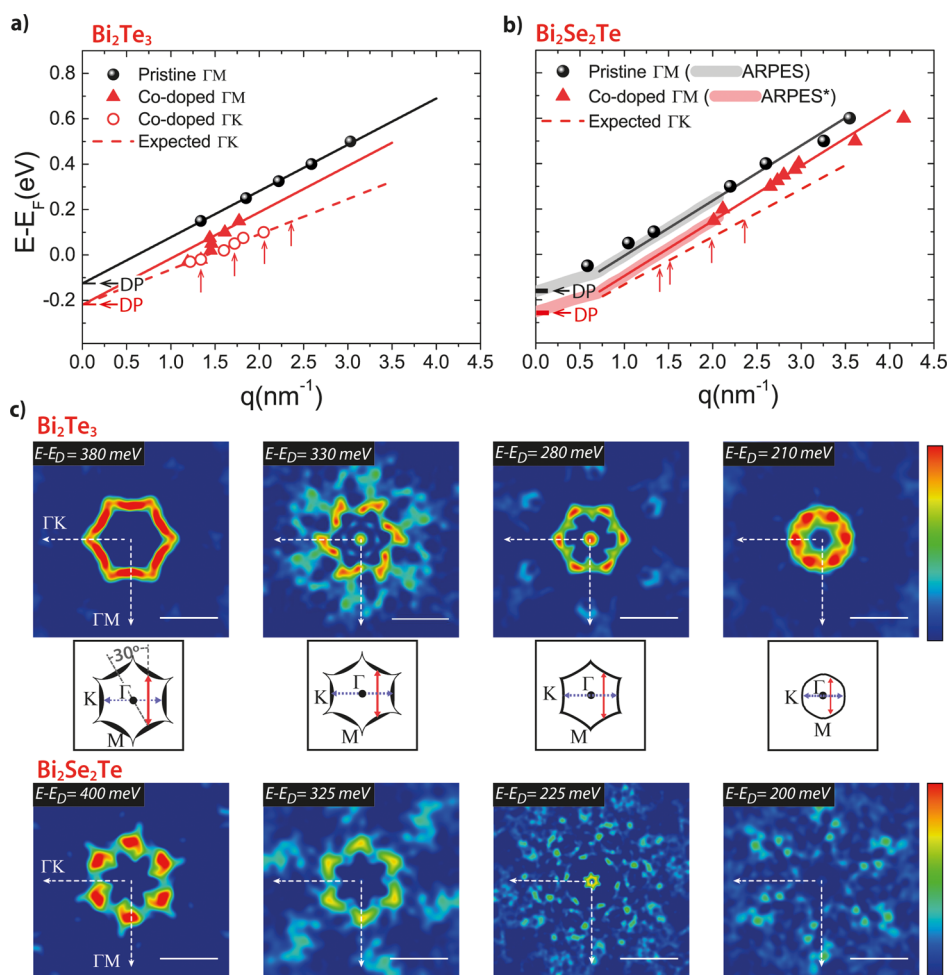 a)
Bi2Te3
Pristine ΓM
Co-doped ΓM
Co-doped ΓK
Expected ΓK
0.8
0.6
0.4
0.2
0.0
-0.2
E-EF(eV)
DP
DP
0.0 0.5 1.0 1.5 2.0 2.5 3.0 3.5 4.0 4.5
q(nm-1)
b)
Bi2Se2Te
Pristine ΓM ( ARPES)
Co-doped ΓM ( ARPES*)
Expected ΓK
DP
DP
0.0 0.5 1.0 1.5 2.0 2.5 3.0 3.5 4.0 4.5
q(nm-1)
c)
Bi2Te3
E-ED= 380 meV
330 meV
E-ED= 280 meV
E-ED= 210 meV
ΓK
ΓM
30º
Γ
K
M
Γ
K
M
Γ
K
M
Γ
K
M
Bi2Se2Te
E-ED= 400 meV
E-ED= 325 meV
E-ED= 225 meV
E-ED= 200 meV
ΓK
ΓM